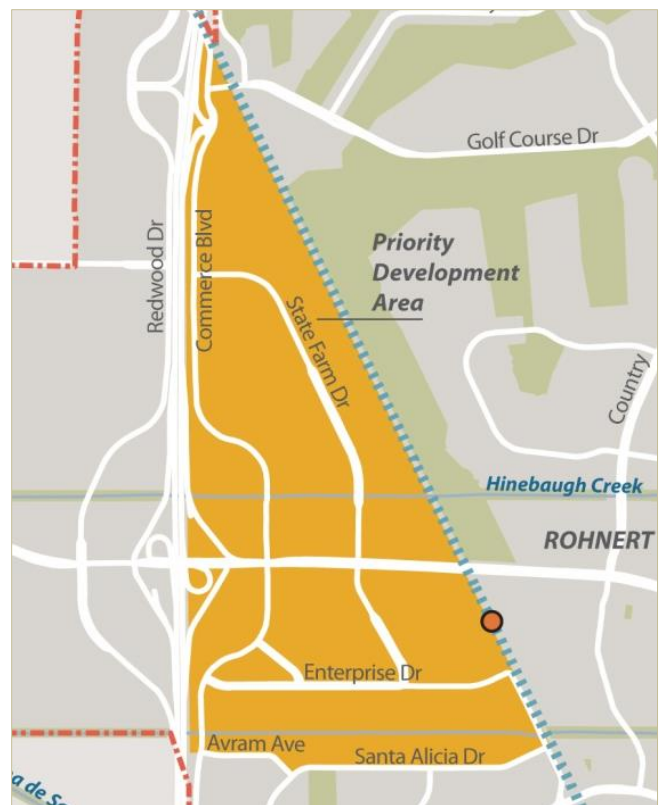 Golf Course Dr
Priority
Development
Area
Redwood Dr
Commerce Blvd
State Farm Dr
Country
Hinebaugh Creek
ROHNERT
Enterprise Dr
Avram Ave
Santa Alicia Dr
a de